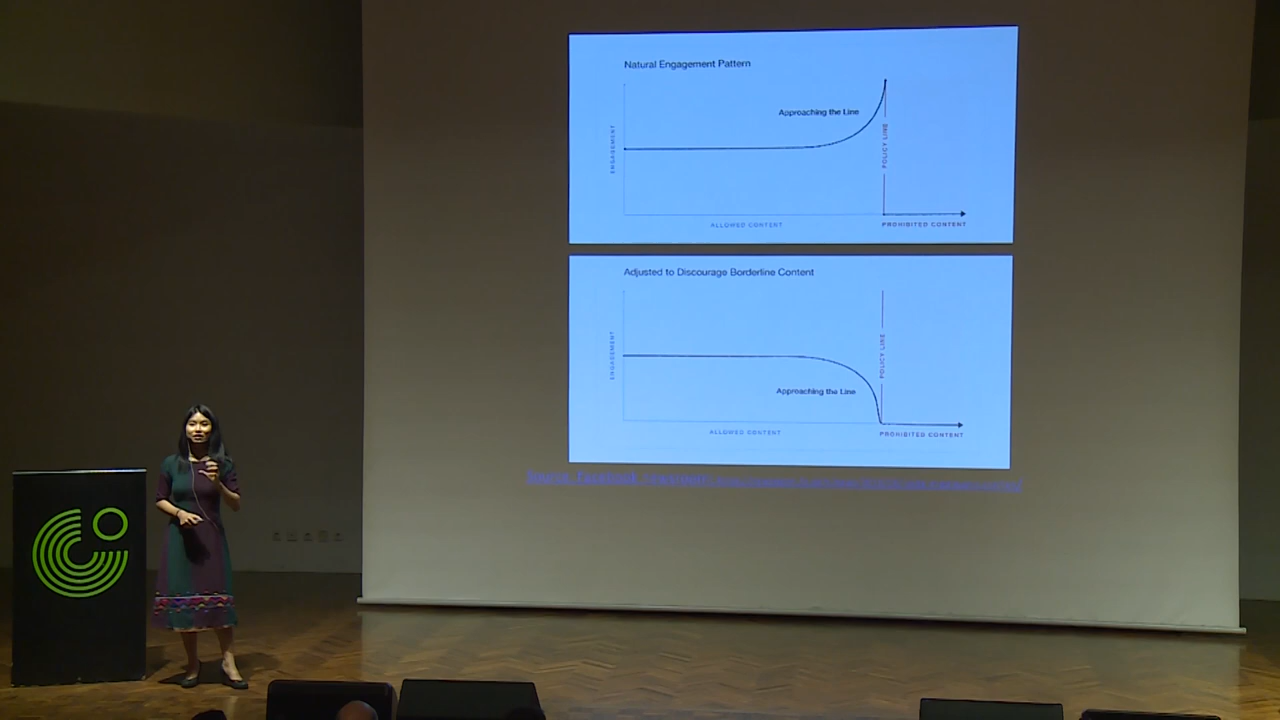 Natural Engagement Pattern
Approaching the Line
ENGAGEMENT
POLICY LINE
ALLOWED CONTENT
PROHIBITED CONTENT
Adjusted to Discourage Borderline Content
ENGAGEMENT
POLICY LINE
Approaching the Line
ALLOWED CONTENT
PROHIBITED CONTENT
Source: Facebook newsroom: